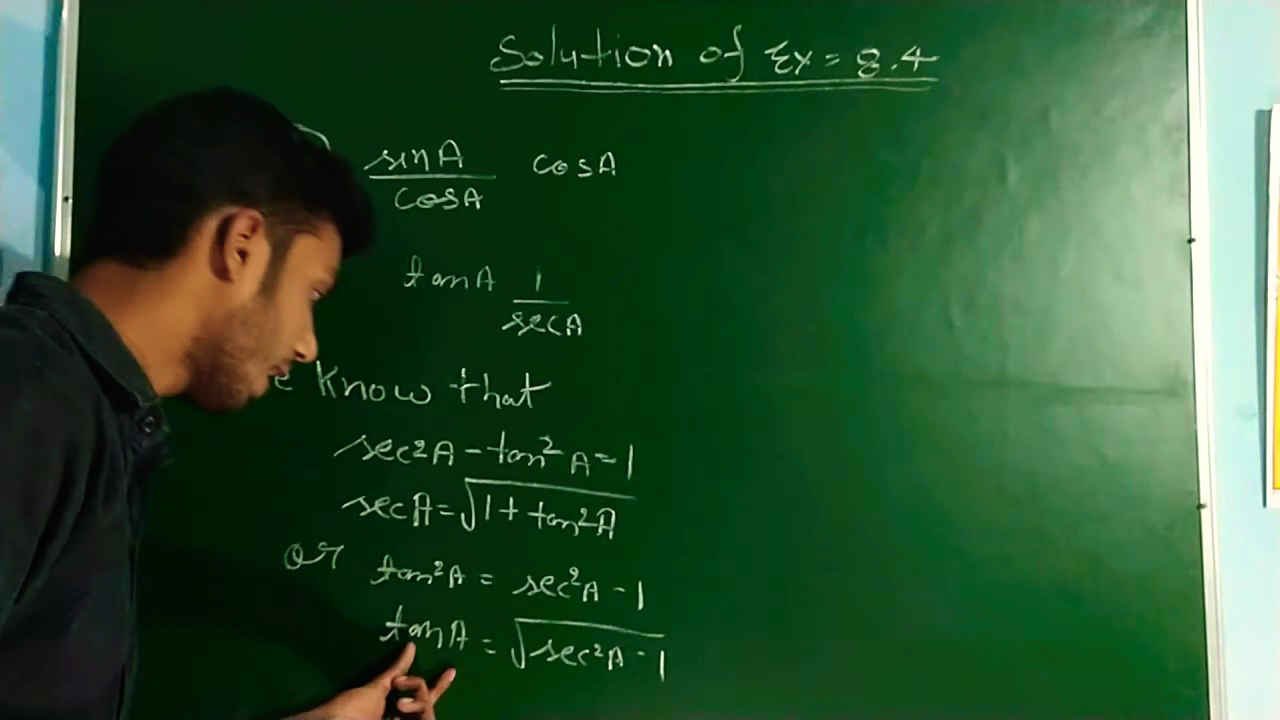 Solution of Ex = 8.4
sinA/cosA cosA
tanA 1/secA
know that
sec²A - tan²A = 1
secA = √1 + tan²A
or tan²A = sec²A - 1
tanA = √sec²A - 1